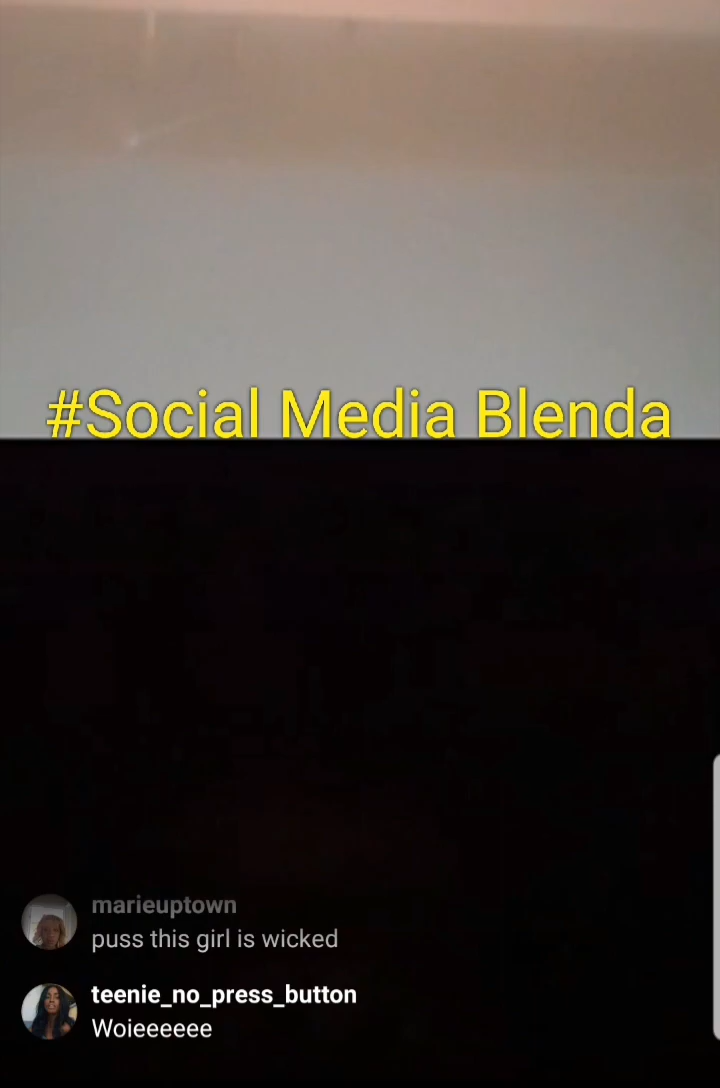 #Social Media Blenda
marieuptown
puss this girl is wicked
teenie_no_press_button
Woieeeeee